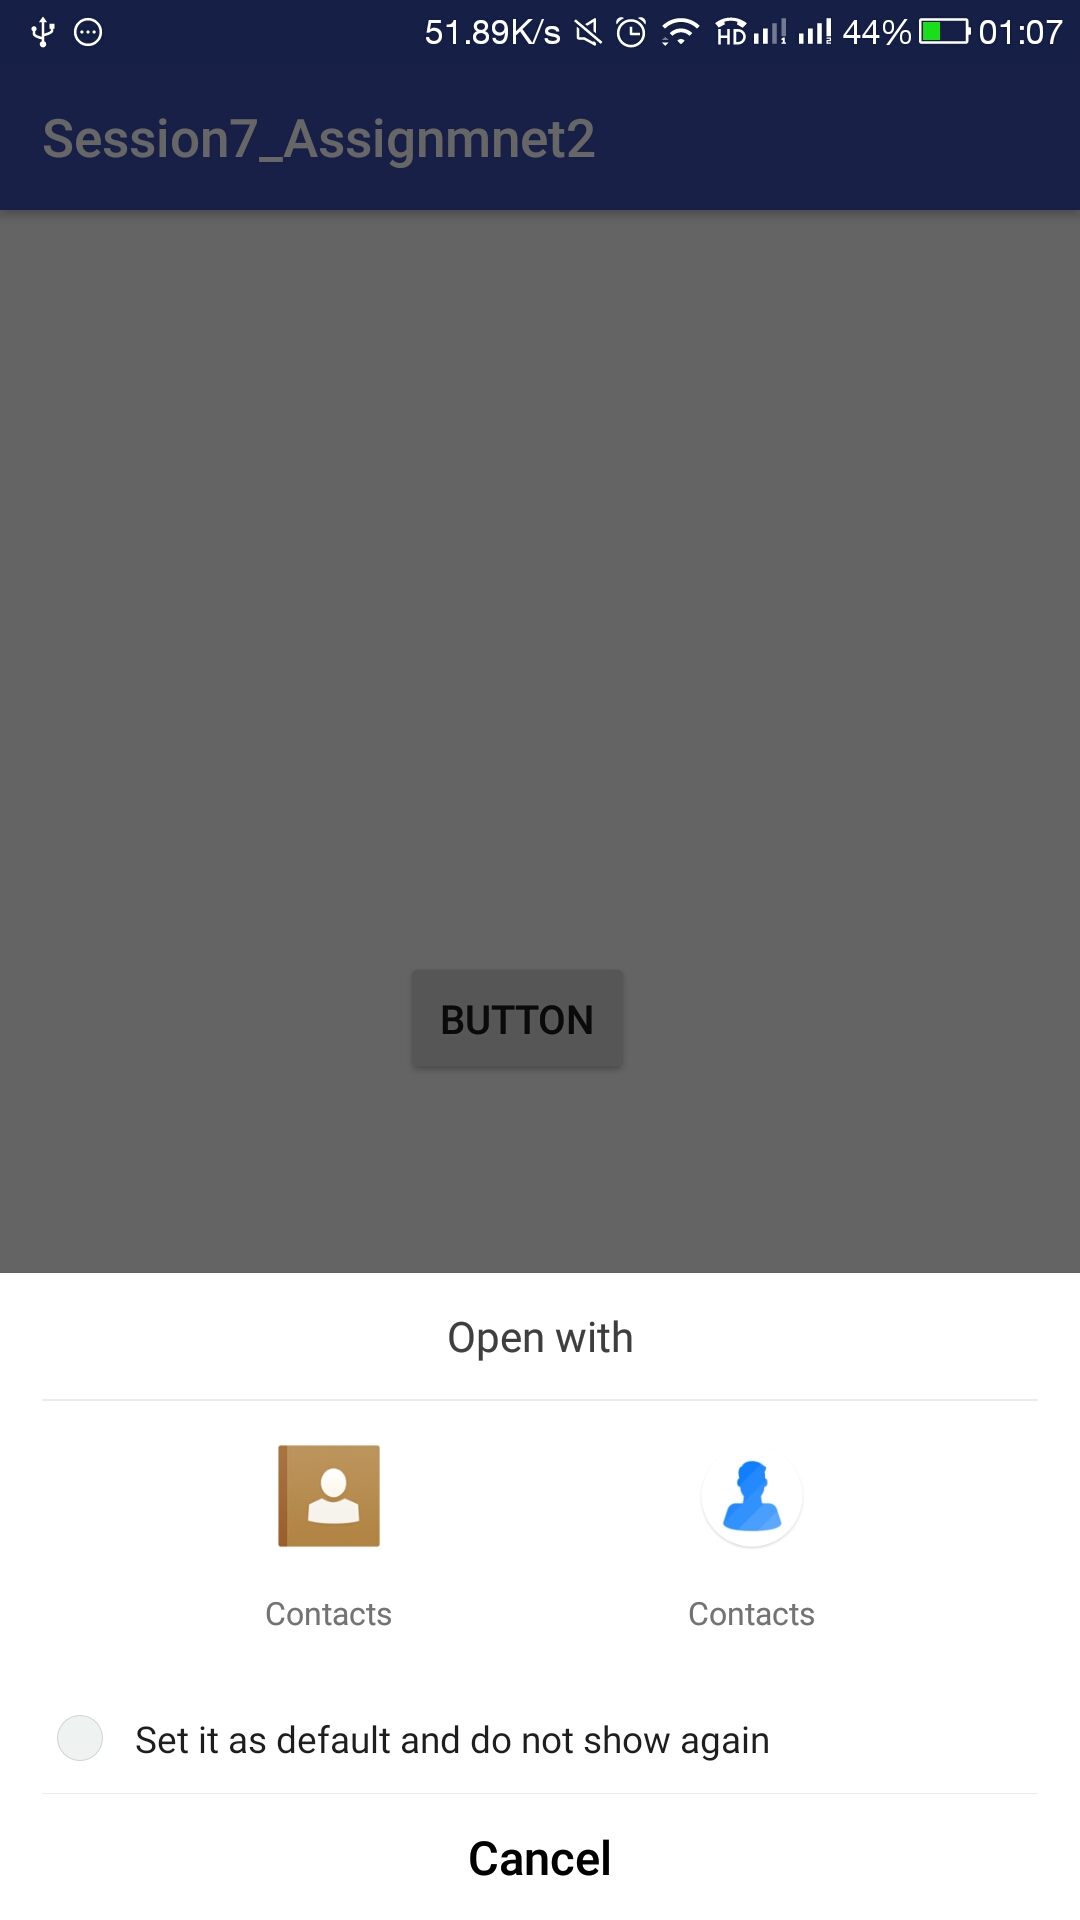 51.89K/s HD 44% 01:07
Session7_Assignmnet2
BUTTON
Open with
Contacts Contacts
Set it as default and do not show again
Cancel